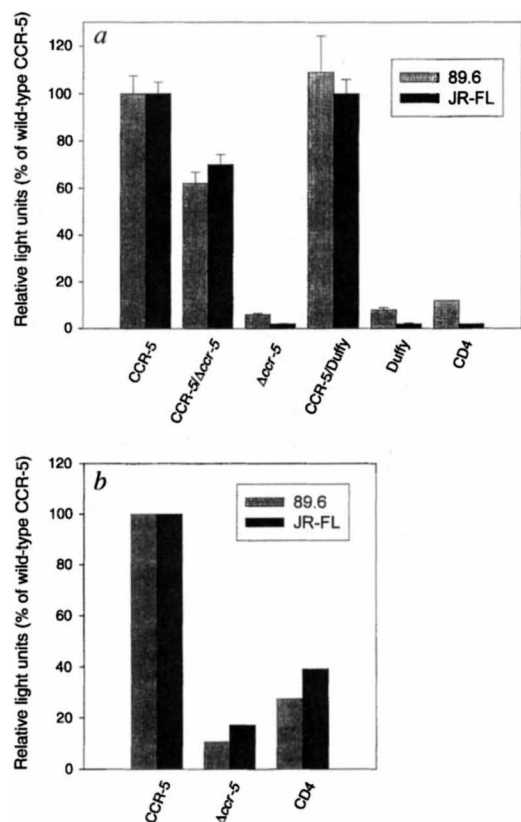 a
89.6
JR-FL
Relative light units (% of wild-type CCR-5)
120
100
80
60
40
20
0
CCR-5
CCR-5/Δccr-5
Δccr-5
CCR-5/Duffy
Duffy
CD4
b
89.6
JR-FL
Relative light units (% of wild-type CCR-5)
120
100
80
60
40
20
0
CCR-5
Δccr-5
CD4